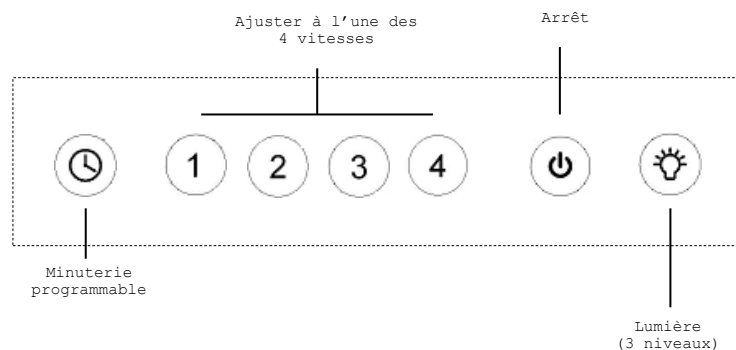 Ajuster à l’une des
4 vitesses
Arrêt
1 2 3 4
Minuterie
programmable
Lumière
(3 niveaux)